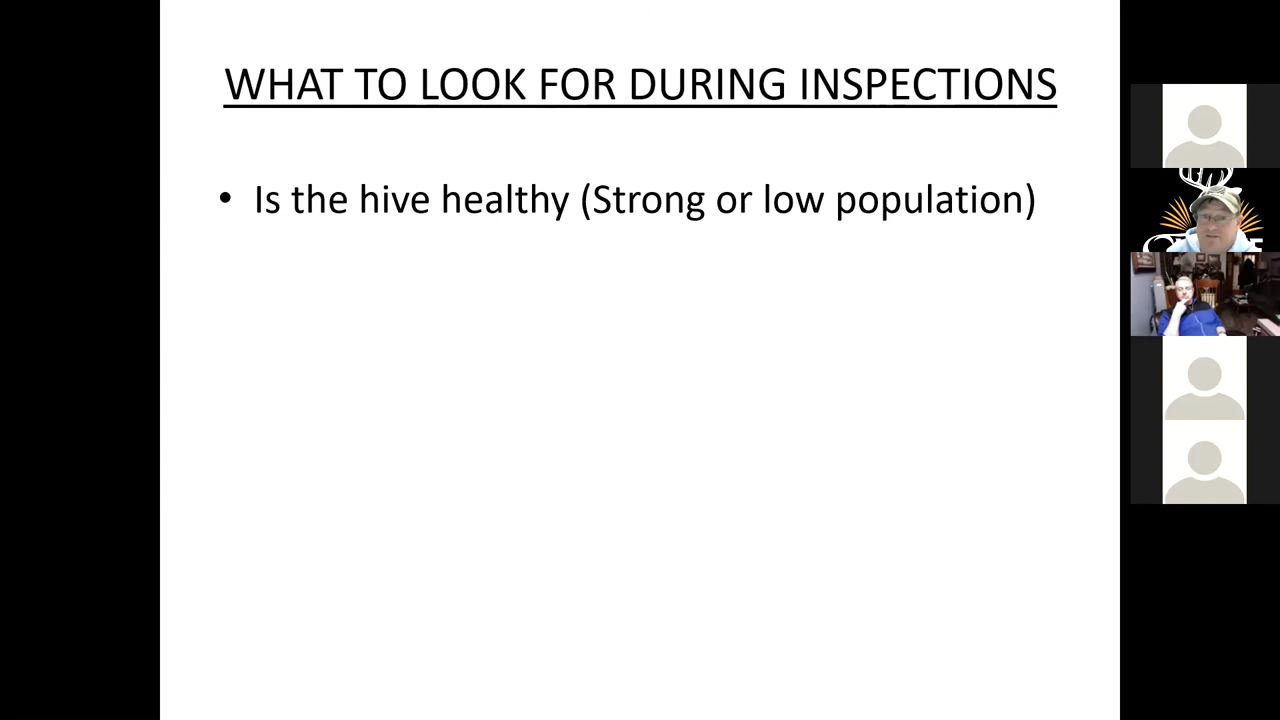 WHAT TO LOOK FOR DURING INSPECTIONS
• Is the hive healthy (Strong or low population)